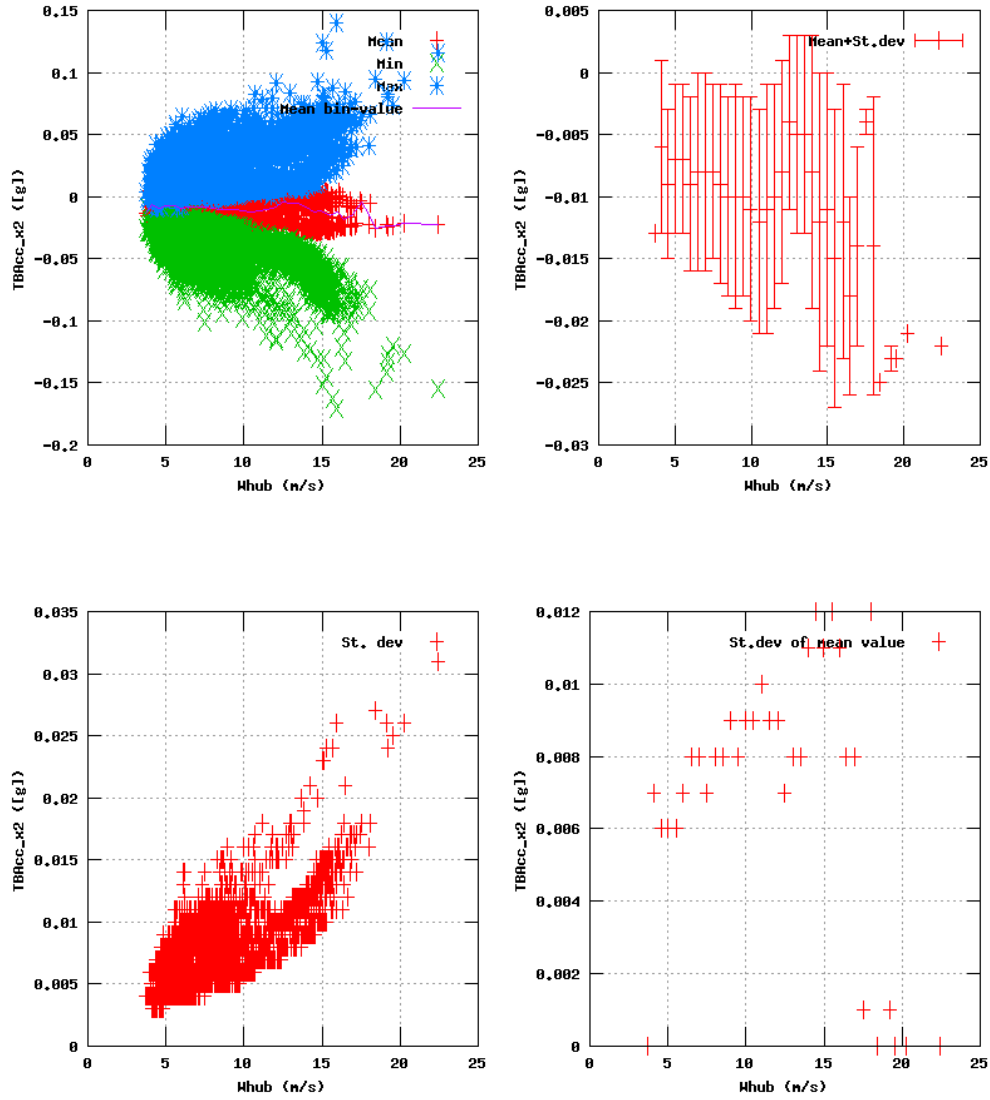 0.15
0.1
0.05
0
-0.05
-0.1
-0.15
-0.2
TBAcc_x2 ([g])
0 5 10 15 20 25
Whub (m/s)
Mean
Min
Max
Mean bin-value
0.005
0
-0.005
-0.01
-0.015
-0.02
-0.025
-0.03
TBAcc_x2 ([g])
0 5 10 15 20 25
Whub (m/s)
Mean+St.dev
0.035
0.03
0.025
0.02
0.015
0.01
0.005
0
TBAcc_x2 ([g])
0 5 10 15 20 25
Whub (m/s)
St. dev
0.012
0.01
0.008
0.006
0.004
0.002
0
TBAcc_x2 ([g])
0 5 10 15 20 25
Whub (m/s)
St.dev of mean value